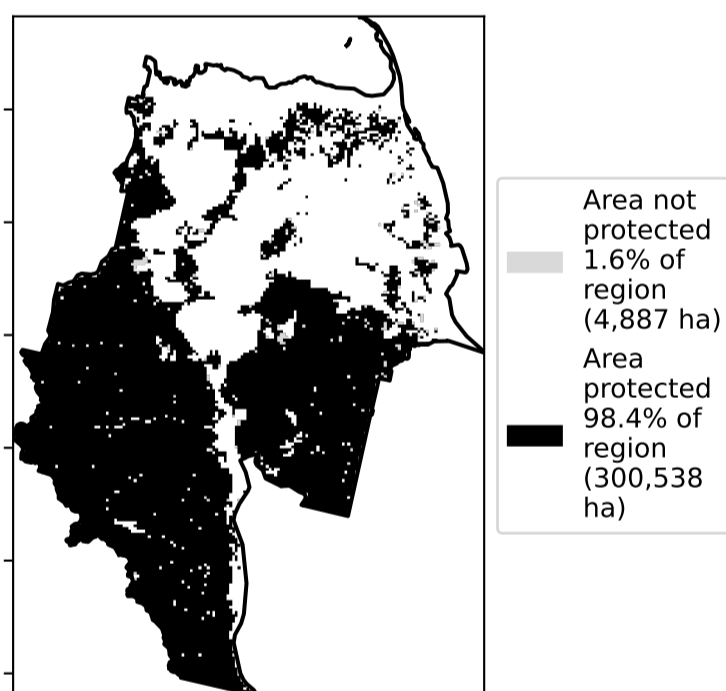 Area not
protected
1.6% of
region
(4,887 ha)
Area
protected
98.4% of
region
(300,538
ha)